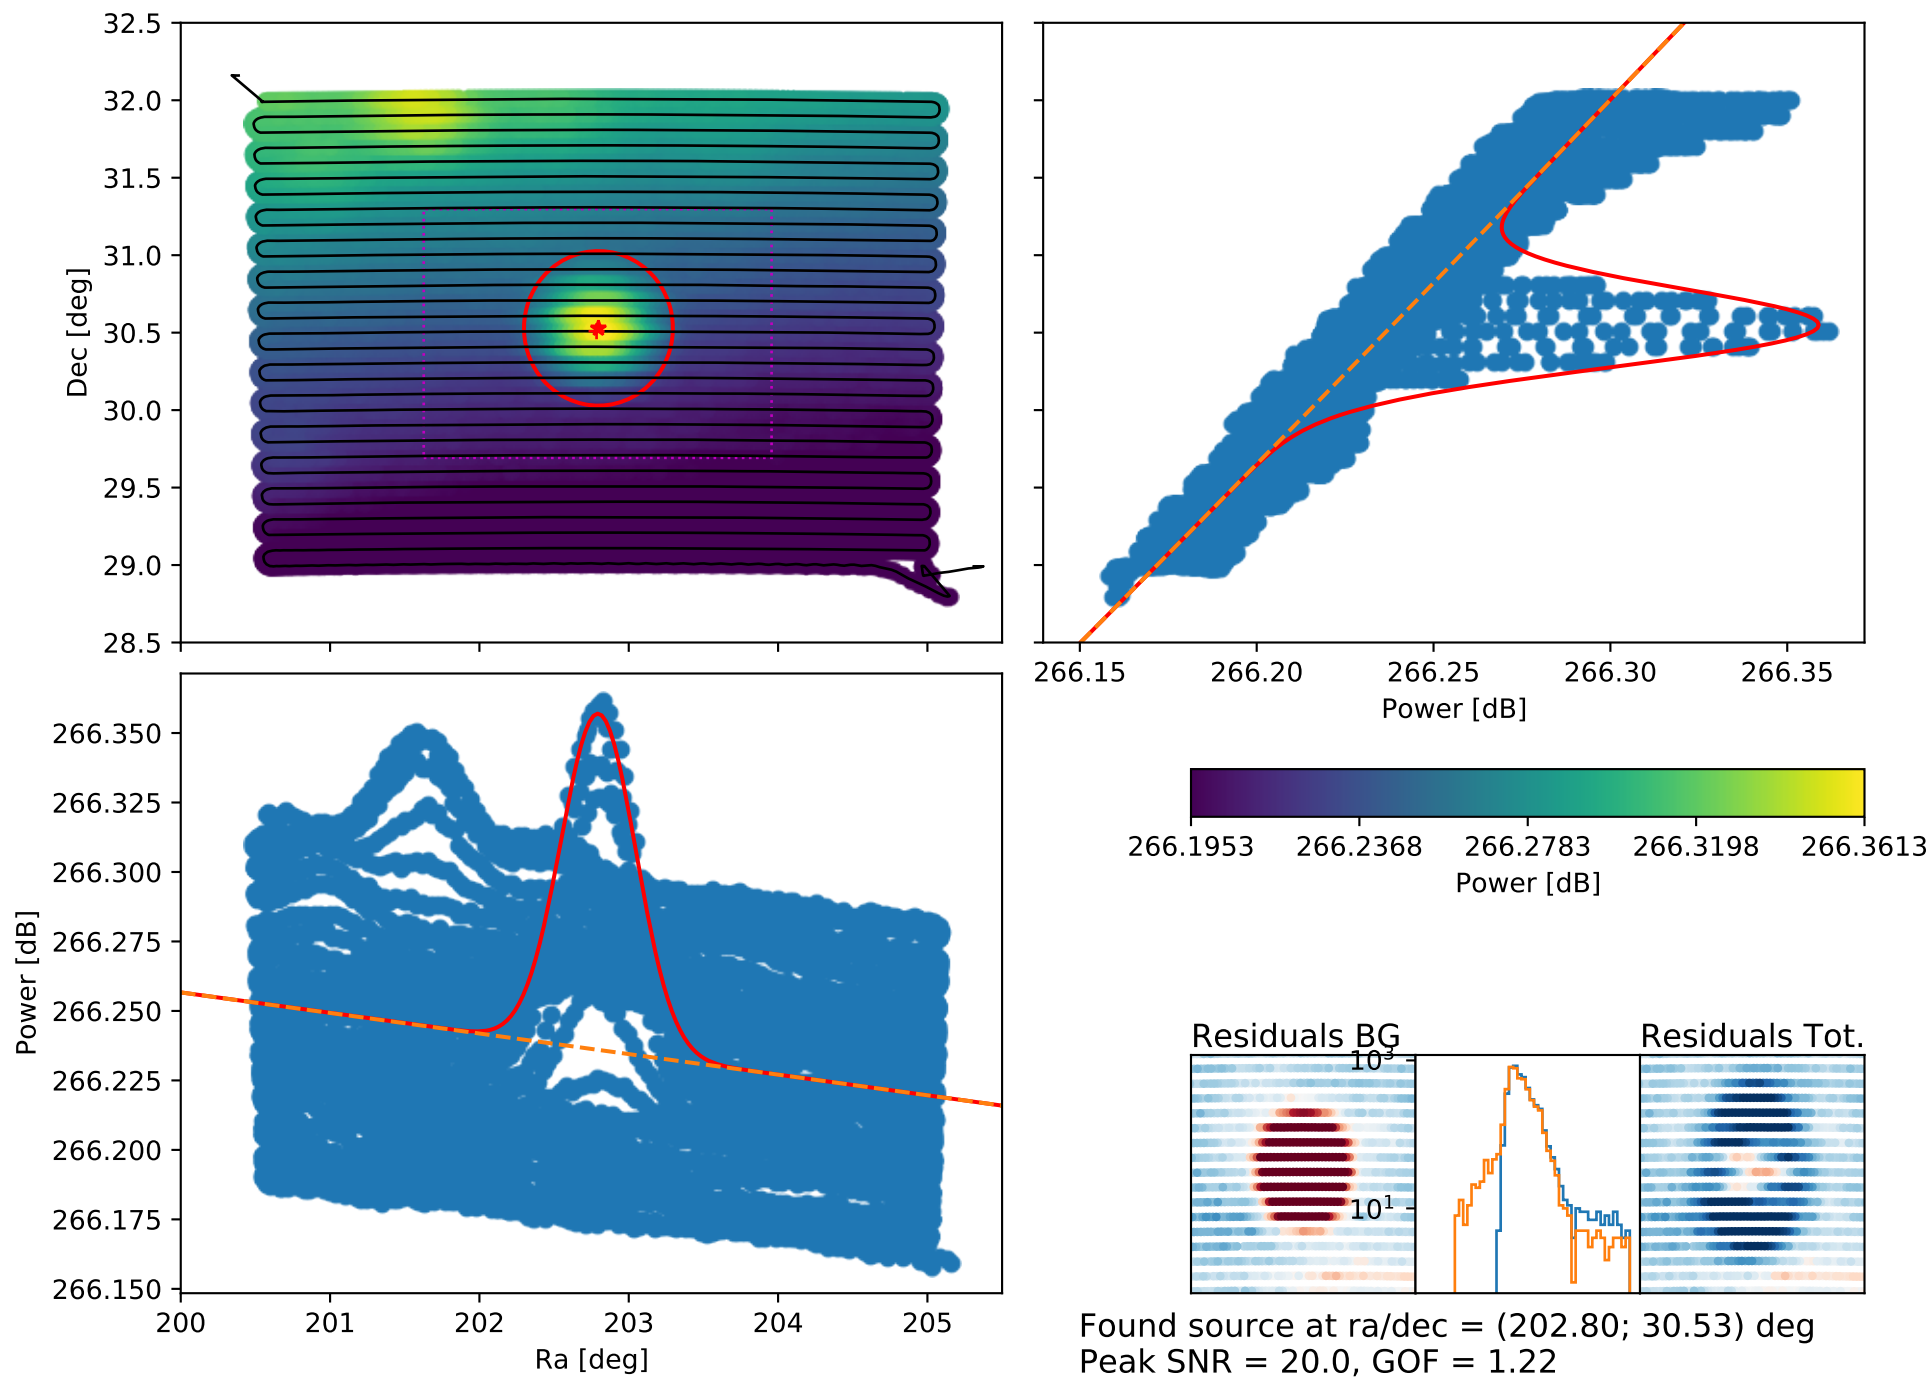 32.5
32.0
31.5
31.0
30.5
30.0
29.5
29.0
28.5
Dec [deg]
266.15 266.20 266.25 266.30 266.35
Power [dB]
266.350
266.325
266.300
266.275
266.250
266.225
266.200
266.175
266.150
Power [dB]
200 201 202 203 204 205
Ra [deg]
266.1953 266.2368 266.2783 266.3198 266.3613
Power [dB]
Residuals BG Residuals Tot.
10³
10¹
Found source at ra/dec = (202.80; 30.53) deg
Peak SNR = 20.0, GOF = 1.22